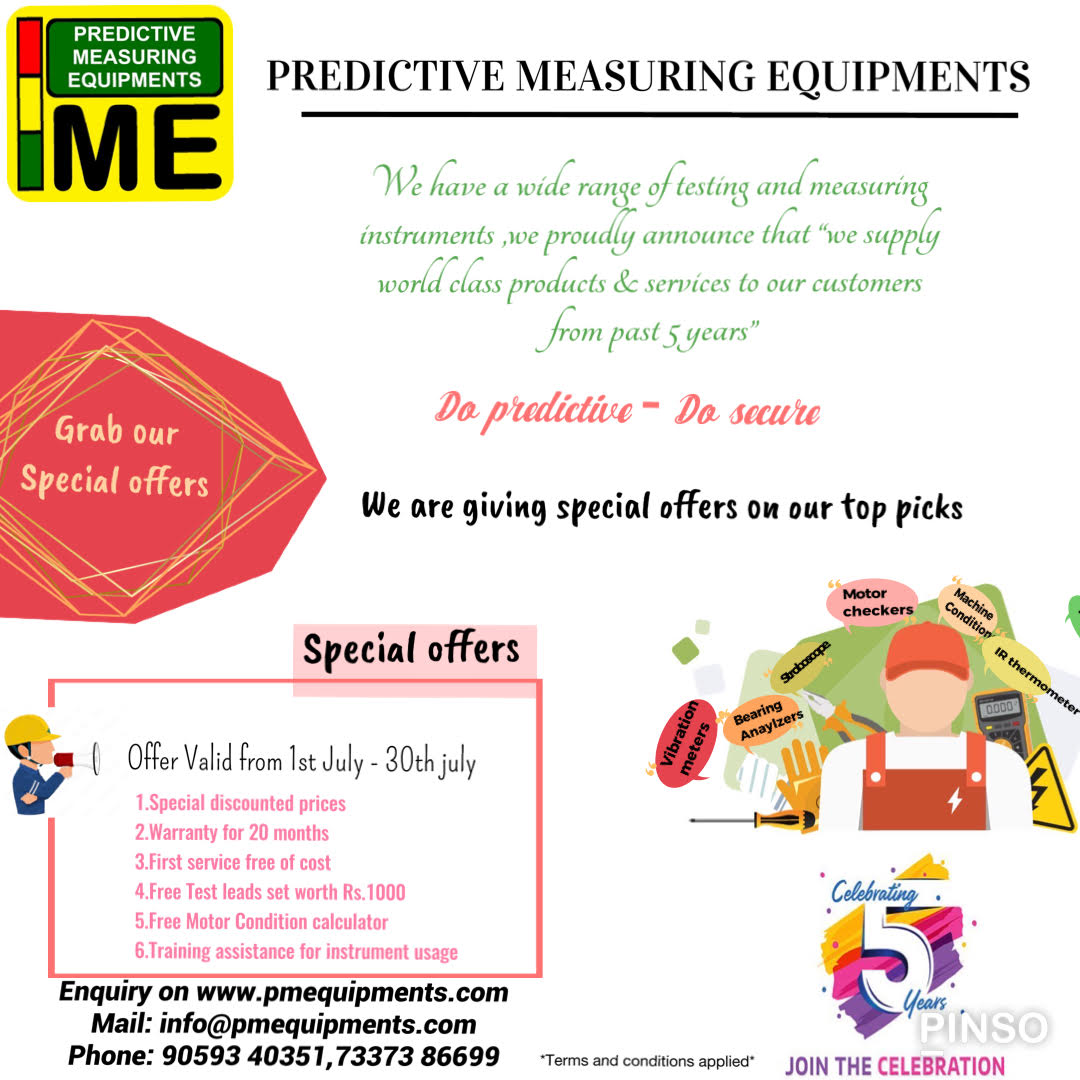 PREDICTIVE
MEASURING
EQUIPMENTS
ME
PREDICTIVE MEASURING EQUIPMENTS
We have a wide range of testing and measuring
instruments ,we proudly announce that “we supply
world class products & services to our customers
from past 5 years”
Do predictive - Do secure
Grab our
Special offers
We are giving special offers on our top picks
Motor
checkers
Machine
Condition
IR thermometer
Stroboscope
Bearing
Anaylzers
Vibration
meters
0.000
Special offers
Offer Valid from 1st July - 30th july
1.Special discounted prices
2.Warranty for 20 months
3.First service free of cost
4.Free Test leads set worth Rs.1000
5.Free Motor Condition calculator
6.Training assistance for instrument usage
Celebrating
5
Years
PINSO
JOIN THE CELEBRATION
Enquiry on www.pmequipments.com
Mail: info@pmequipments.com
Phone: 90593 40351,73373 86699
*Terms and conditions applied*